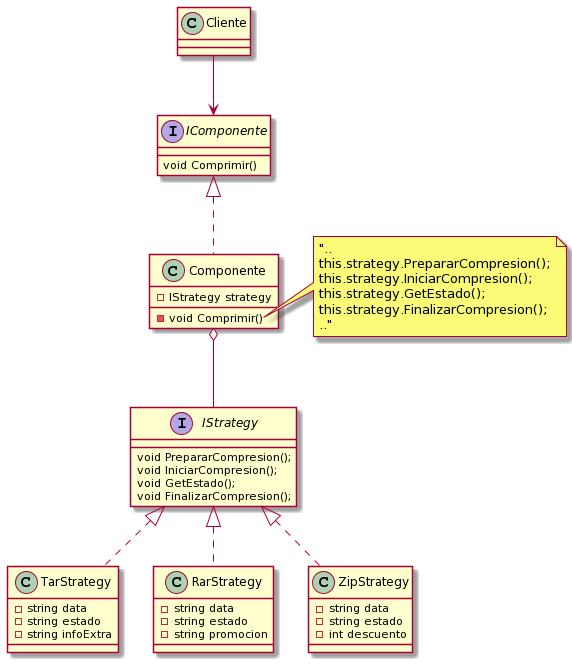 C Cliente
I IComponente
void Comprimir()
C Componente
IStrategy strategy
void Comprimir()
"..
this.strategy.PrepararCompresion();
this.strategy.IniciarCompresion();
this.strategy.GetEstado();
this.strategy.FinalizarCompresion();
.."
I IStrategy
void PrepararCompresion();
void IniciarCompresion();
void GetEstado();
void FinalizarCompresion();
C TarStrategy
string data
string estado
string infoExtra
C RarStrategy
string data
string estado
string promocion
C ZipStrategy
string data
string estado
int descuento